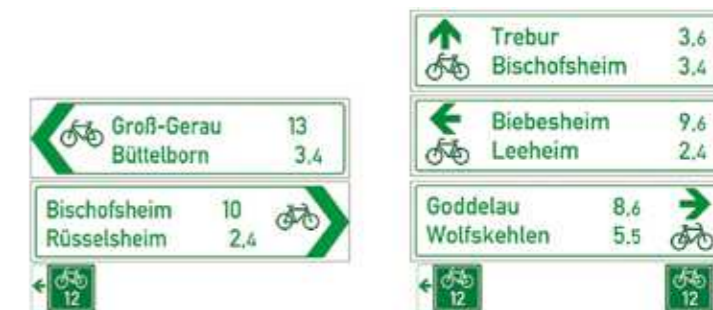 Groß-Gerau 13
Büttelborn 3,4
Bischofsheim 10
Rüsselsheim 2,4
12
Trebur 3,6
Bischofsheim 3,4
Biebesheim 9,6
Leeheim 2,4
Goddelau 8,6
Wolfskehlen 5,5
12
12